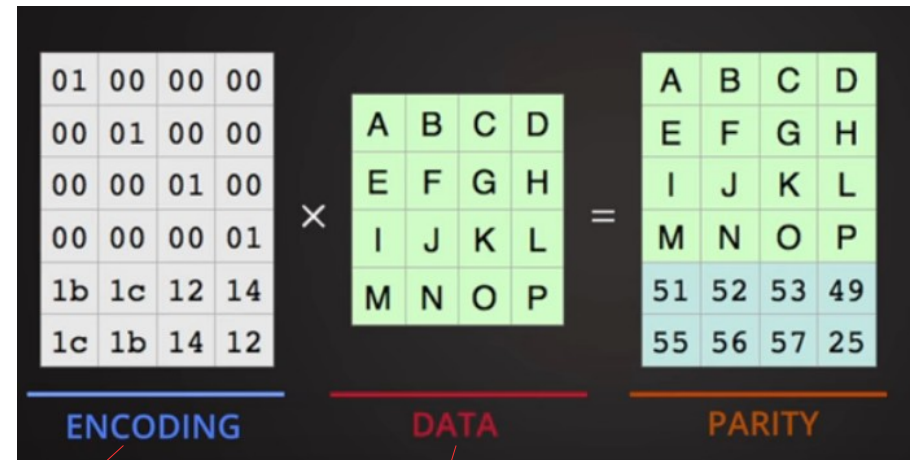 01 00 00 00
00 01 00 00
00 00 01 00
00 00 00 01
1b 1c 12 14
1c 1b 14 12
×
A B C D
E F G H
I J K L
M N O P
=
A B C D
E F G H
I J K L
M N O P
51 52 53 49
55 56 57 25
ENCODING
DATA
PARITY